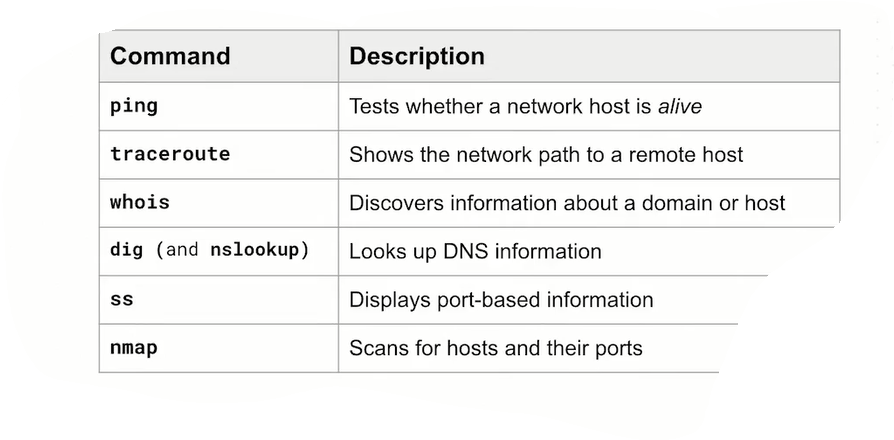 Command Description
ping Tests whether a network host is alive
traceroute Shows the network path to a remote host
whois Discovers information about a domain or host
dig (and nslookup) Looks up DNS information
ss Displays port-based information
nmap Scans for hosts and their ports